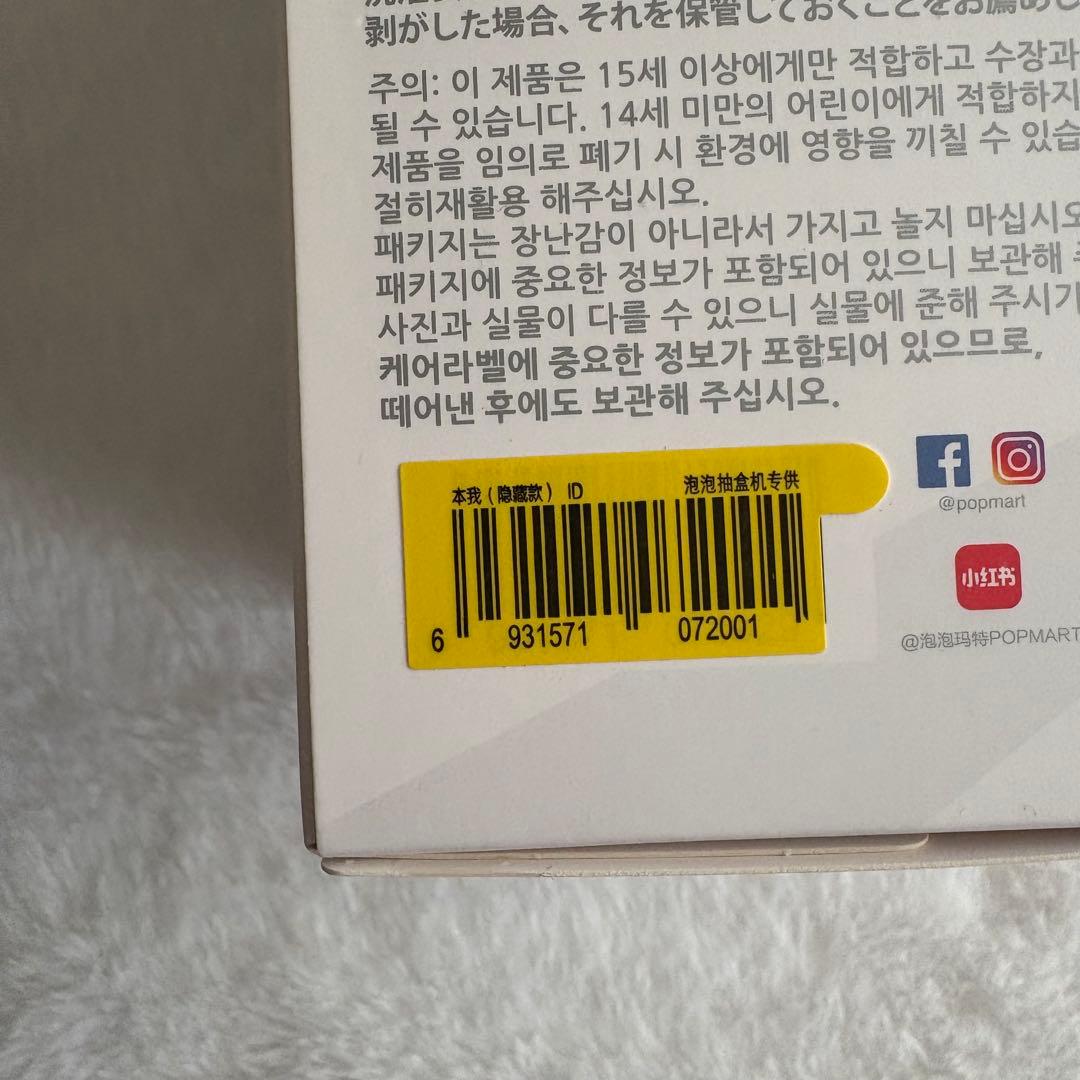 剥がした場合、それを保管しておくことをお薦めし
주의: 이 제품은 15세 이상에게만 적합하고 수장과
될 수 있습니다. 14세 미만의 어린이에게 적합하지
제품을 임의로 폐기 시 환경에 영향을 끼칠 수 있습
절히재활용 해주십시오.
패키지는 장난감이 아니라서 가지고 놀지 마십시오
패키지에 중요한 정보가 포함되어 있으니 보관해
사진과 실물이 다를 수 있으니 실물에 준해 주시기
케어라벨에 중요한 정보가 포함되어 있으므로,
떼어낸 후에도 보관해 주십시오.
本我（隐藏款） ID 泡泡抽盒机专供
6 931571 072001
@popmart
小红书
@泡泡玛特POPMART